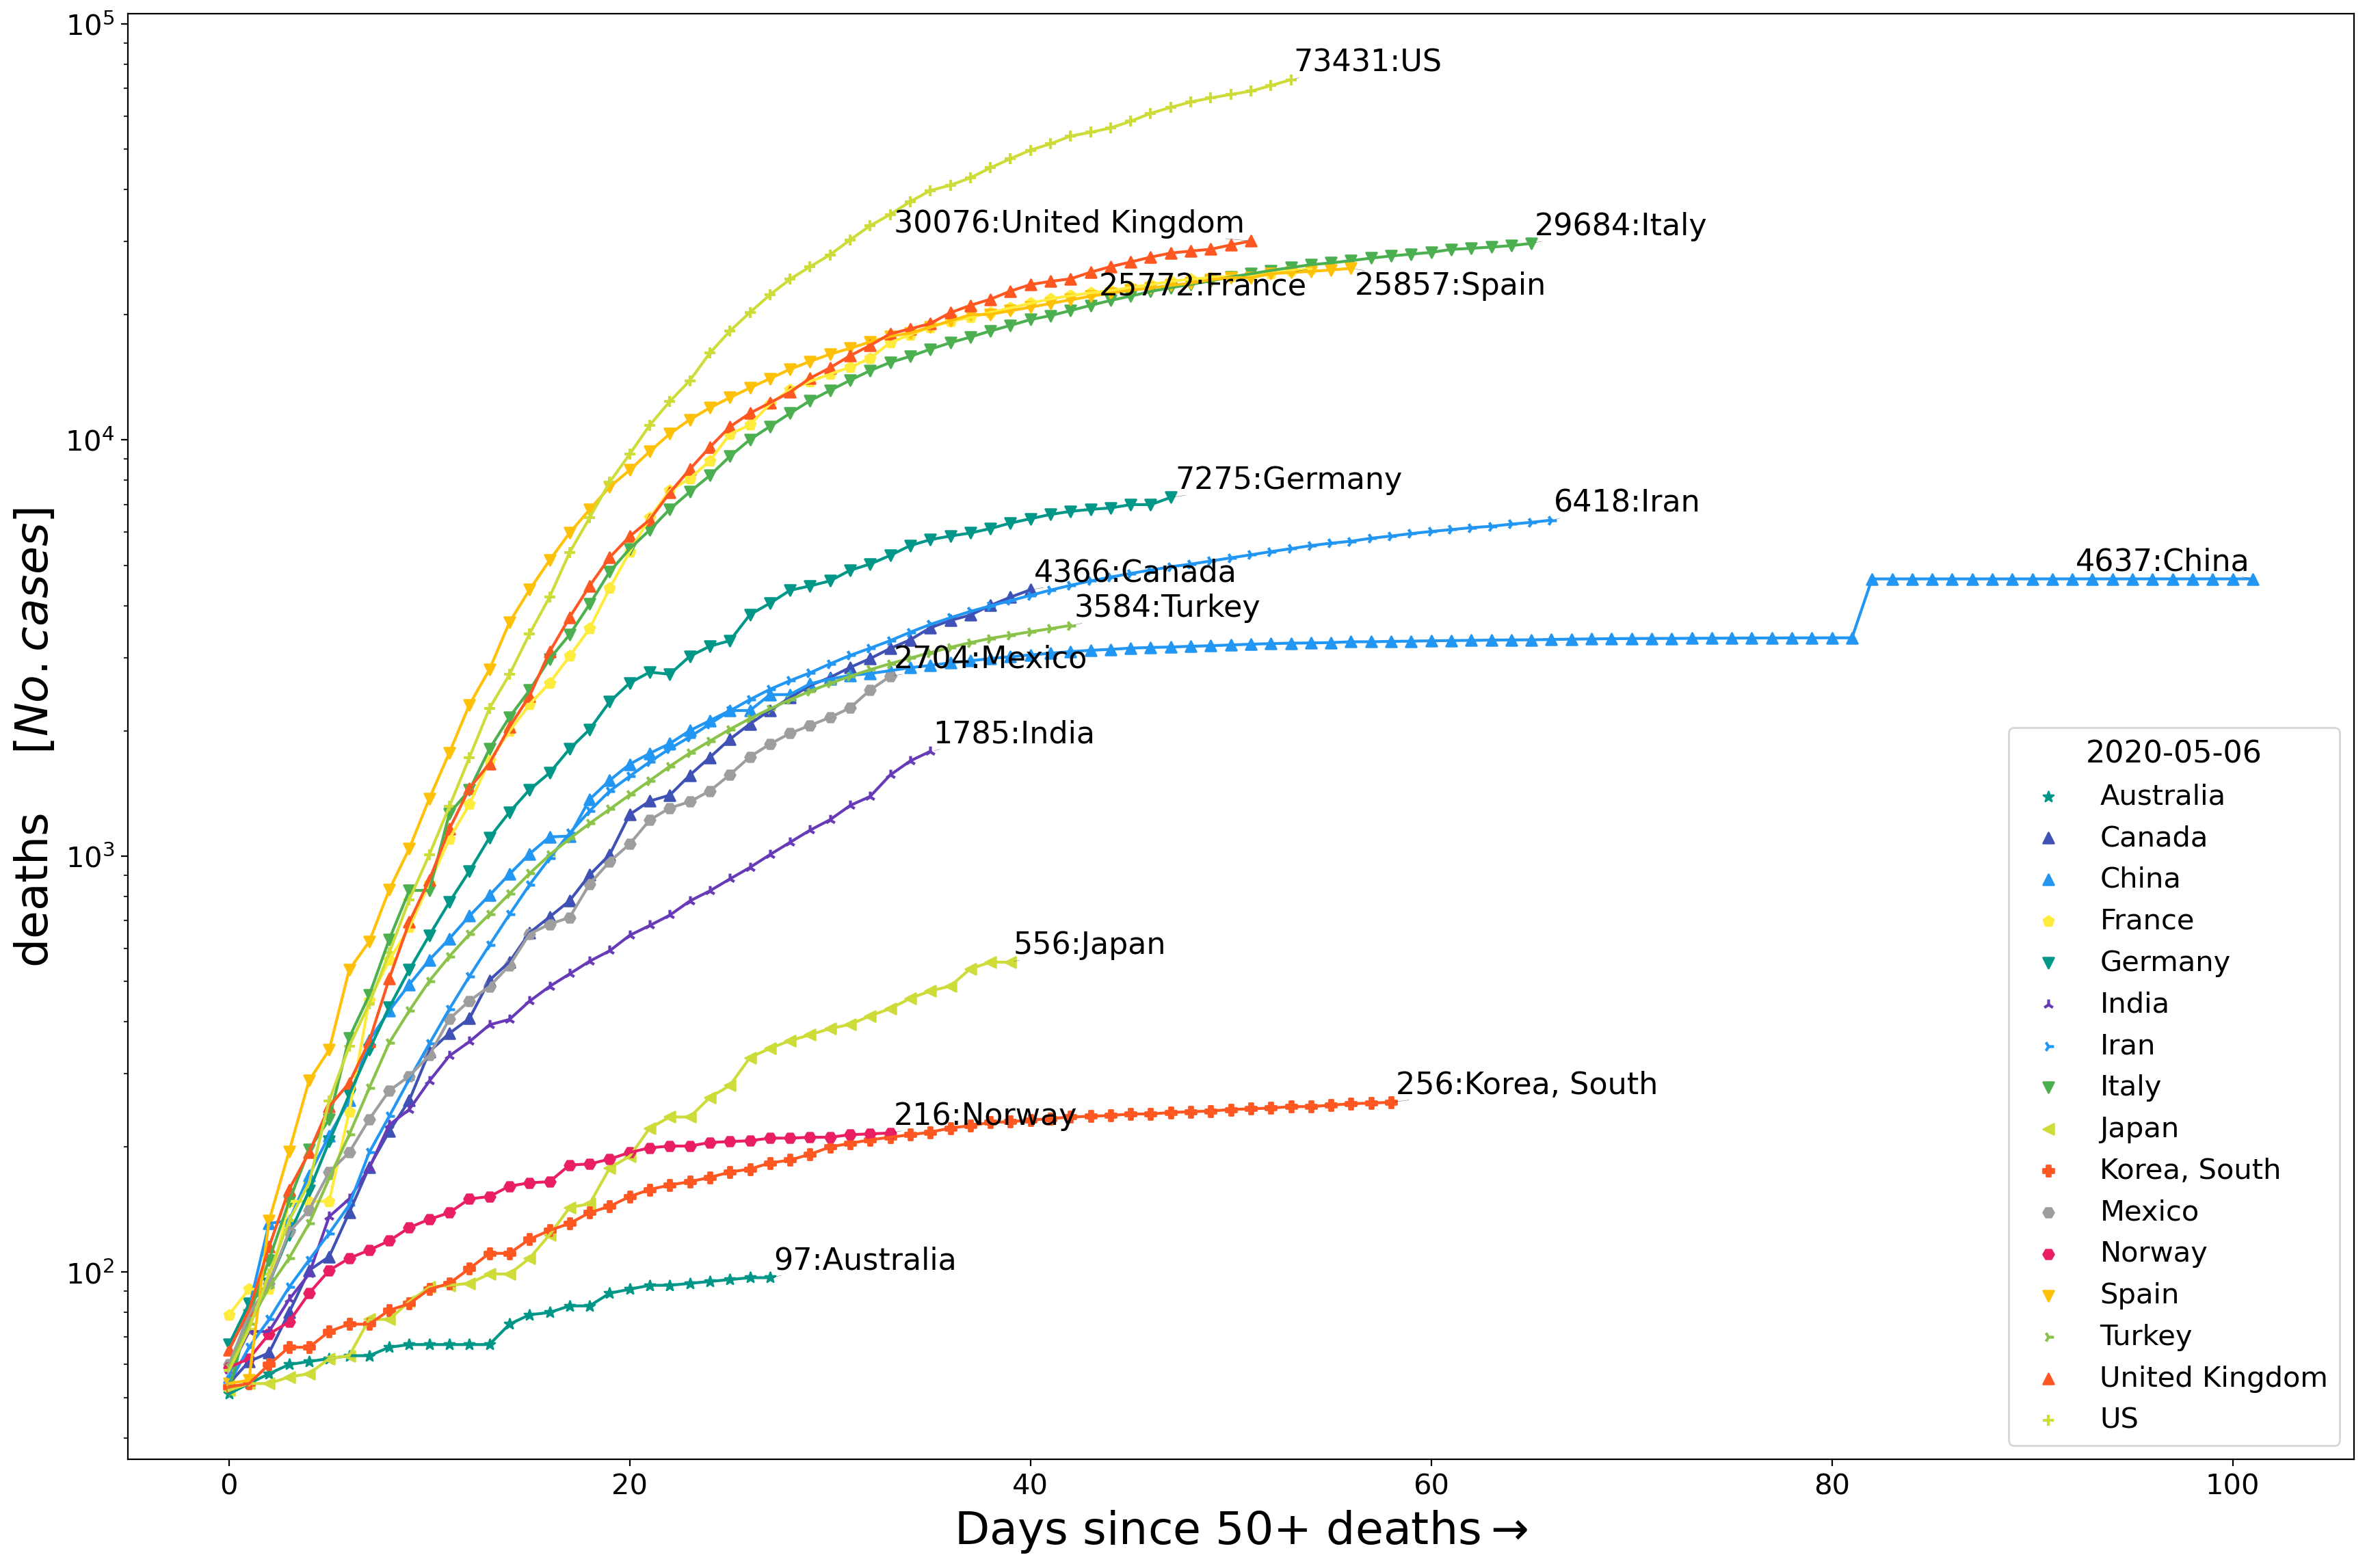 10^5
10^4
10^3
10^2
deaths [No. cases]
73431:US
30076:United Kingdom
29684:Italy
25772:France
25857:Spain
7275:Germany
6418:Iran
4366:Canada
4637:China
3584:Turkey
2704:Mexico
1785:India
556:Japan
256:Korea, South
216:Norway
97:Australia
2020-05-06
Australia
Canada
China
France
Germany
India
Iran
Italy
Japan
Korea, South
Mexico
Norway
Spain
Turkey
United Kingdom
US
0 20 40 60 80 100
Days since 50+ deaths→